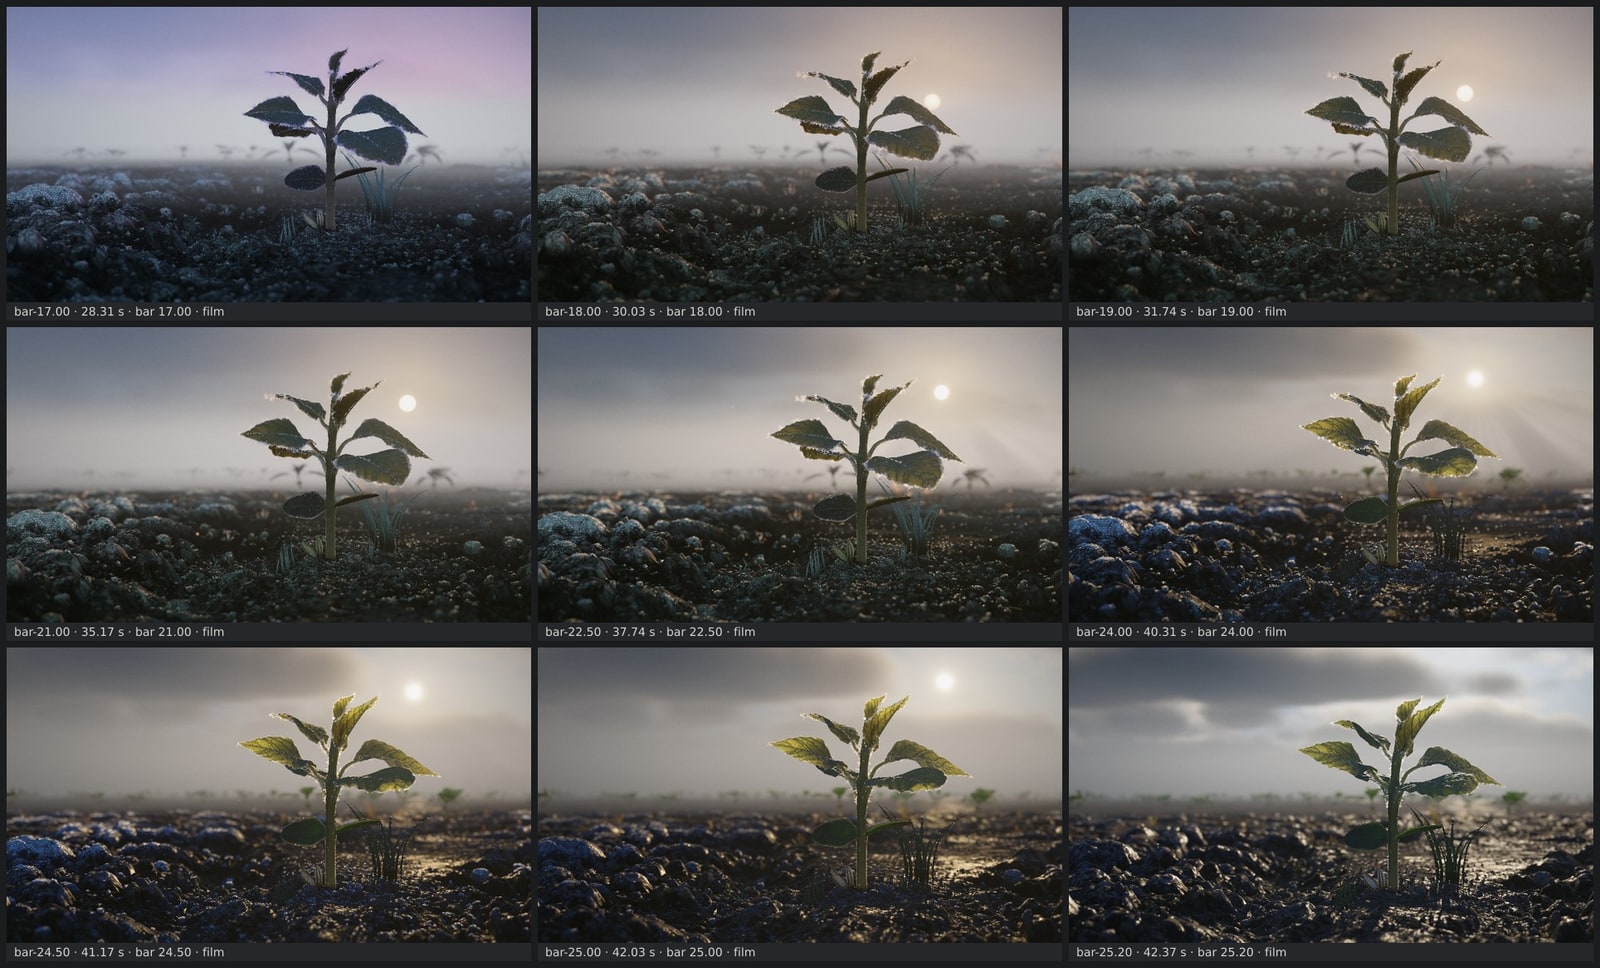 bar-17.00 · 28.31 s · bar 17.00 · film
bar-18.00 · 30.03 s · bar 18.00 · film
bar-19.00 · 31.74 s · bar 19.00 · film
bar-21.00 · 35.17 s · bar 21.00 · film
bar-22.50 · 37.74 s · bar 22.50 · film
bar-24.00 · 40.31 s · bar 24.00 · film
bar-24.50 · 41.17 s · bar 24.50 · film
bar-25.00 · 42.03 s · bar 25.00 · film
bar-25.20 · 42.37 s · bar 25.20 · film